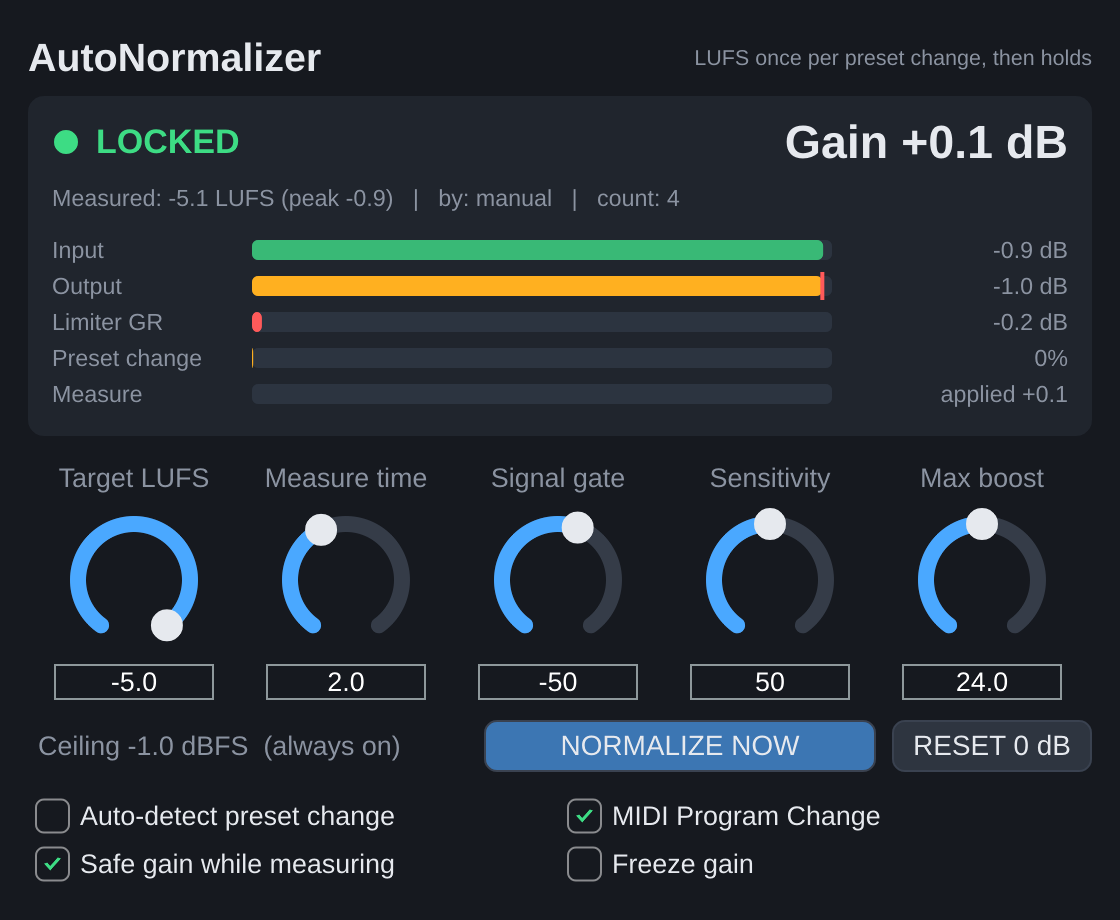 AutoNormalizer
LUFS once per preset change, then holds
LOCKED
Gain +0.1 dB
Measured: -5.1 LUFS (peak -0.9) | by: manual | count: 4
Input -0.9 dB
Output -1.0 dB
Limiter GR -0.2 dB
Preset change 0%
Measure applied +0.1
Target LUFS Measure time Signal gate Sensitivity Max boost
-5.0 2.0 -50 50 24.0
Ceiling -1.0 dBFS (always on) NORMALIZE NOW RESET 0 dB
Auto-detect preset change MIDI Program Change
Safe gain while measuring Freeze gain